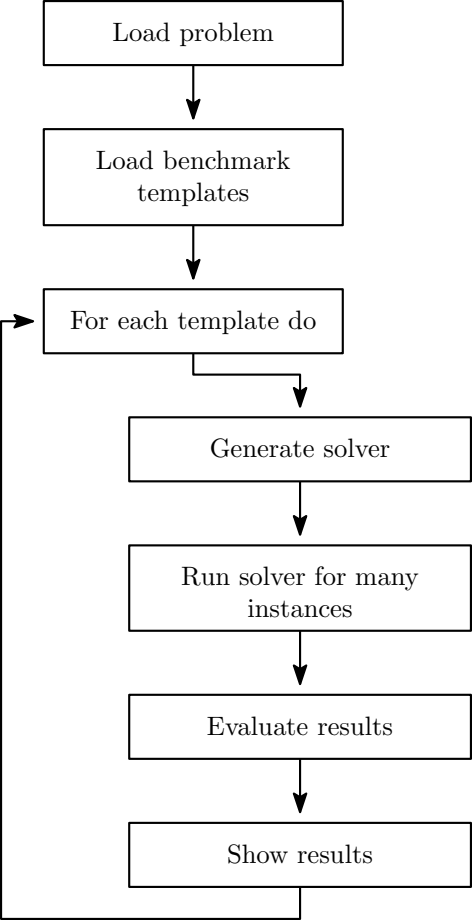 Load problem
Load benchmark
templates
For each template do
Generate solver
Run solver for many
instances
Evaluate results
Show results